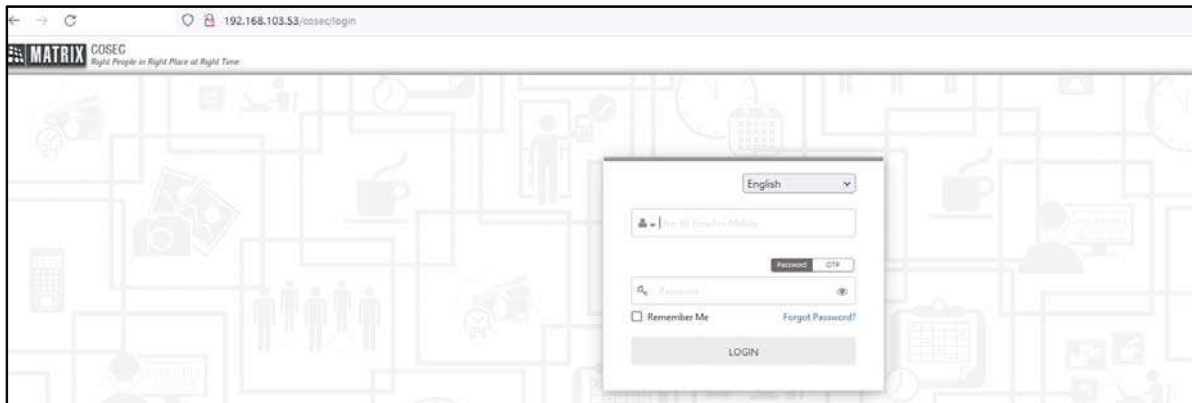 192.168.103.53/cosec/login
MATRIX COSEC
Right People in Right Place at Right Time
English
User ID, Email or Mobile
Password OTP
Password
Remember Me Forgot Password?
LOGIN